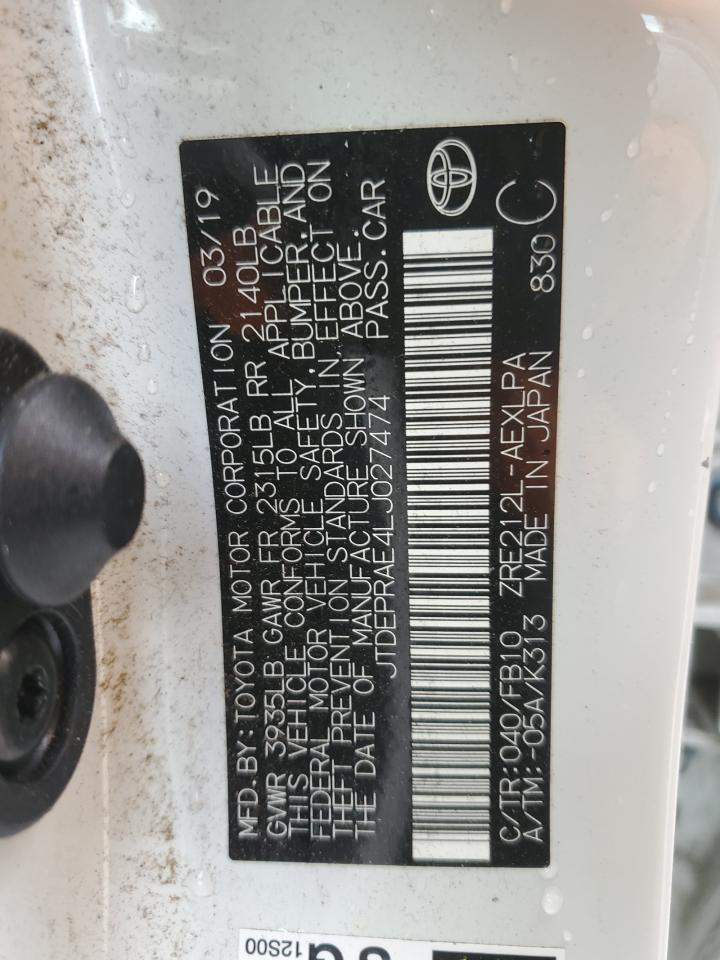 MFD.BY:TOYOTA MOTOR CORPORATION 03/19
GVWR 3935LB GAWR FR 2315LB RR 2140LB
THIS VEHICLE CONFORMS TO ALL APPLICABLE
FEDERAL MOTOR VEHICLE SAFETY,BUMPER,AND
THEFT PREVENTION STANDARDS IN EFFECT ON
THE DATE OF MANUFACTURE SHOWN ABOVE.
JTDEPRAE4LJ027474 PASS.CAR
C/TR:040/FB10 ZRE212L-AEXLPA 830 C
A/TM:-05A/K313 MADE IN JAPAN
12S00